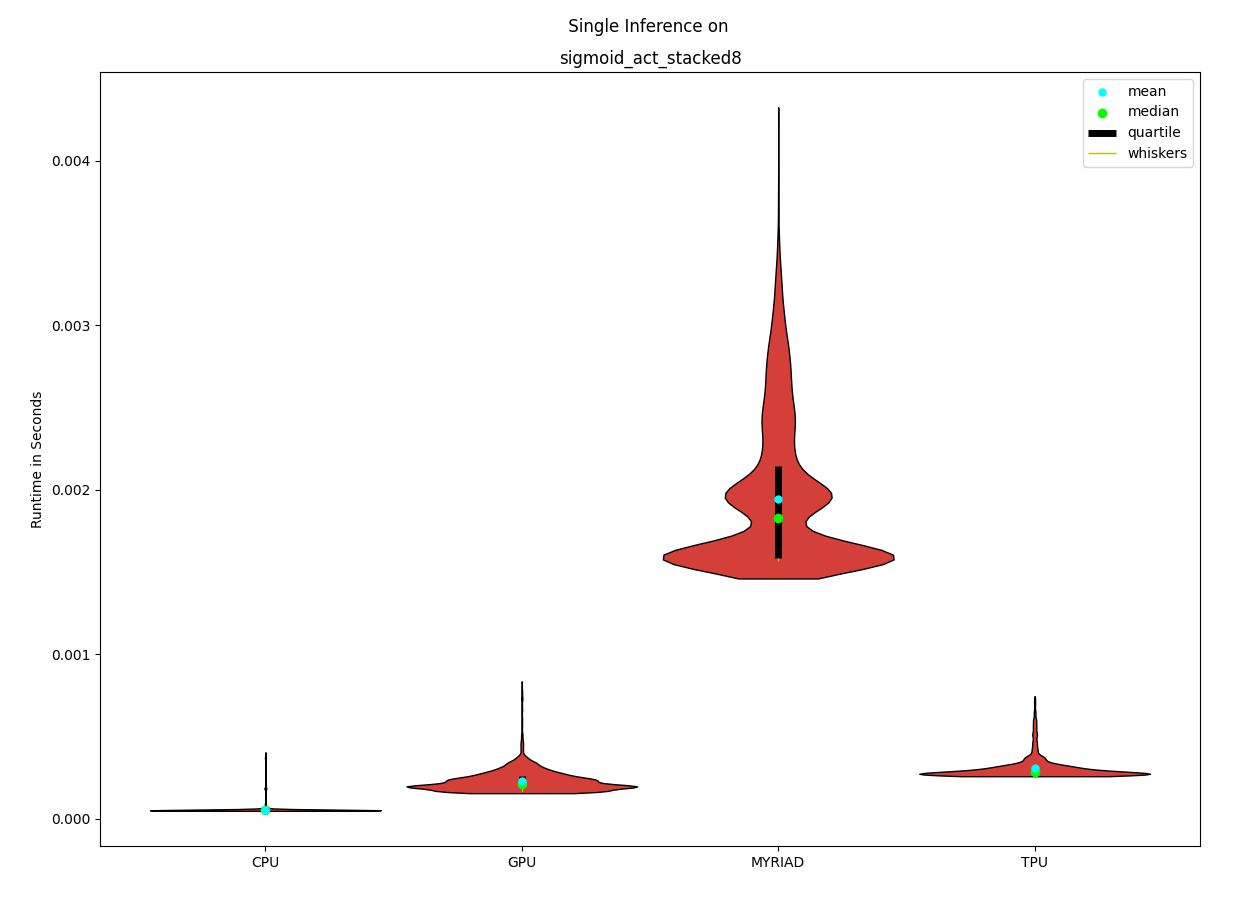 Single Inference on
sigmoid_act_stacked8
mean
median
quartile
whiskers
0.004
0.003
0.002
0.001
0.000
Runtime in Seconds
CPU
GPU
MYRIAD
TPU